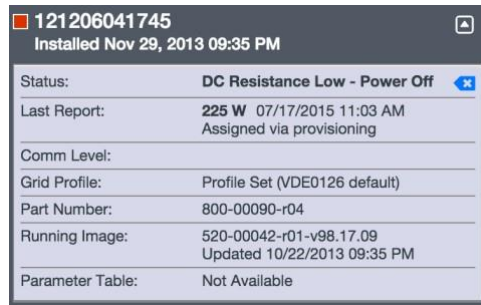 121206041745
Installed Nov 29, 2013 09:35 PM
Status: DC Resistance Low - Power Off
Last Report: 225 W 07/17/2015 11:03 AM
Assigned via provisioning
Comm Level:
Grid Profile: Profile Set (VDE0126 default)
Part Number: 800-00090-r04
Running Image: 520-00042-r01-v98.17.09
Updated 10/22/2013 09:35 PM
Parameter Table: Not Available